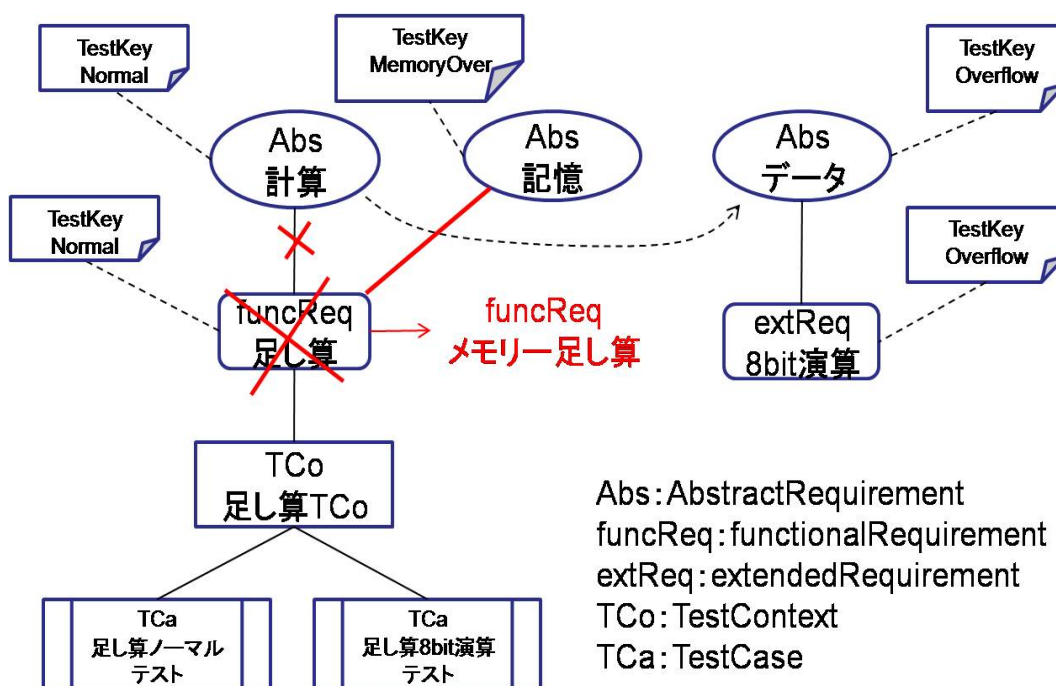 TestKey
Normal
TestKey
MemoryOver
TestKey
Overflow
Abs
計算
Abs
記憶
Abs
データ
TestKey
Normal
TestKey
Overflow
funcReq
足し算
funcReq
メモリー足し算
extReq
8bit演算
TCo
足し算TCo
Abs:AbstractRequirement
funcReq:functionalRequirement
extReq:extendedRequirement
TCo:TestContext
TCa:TestCase
TCa
足し算ノーマル
テスト
TCa
足し算8bit演算
テスト